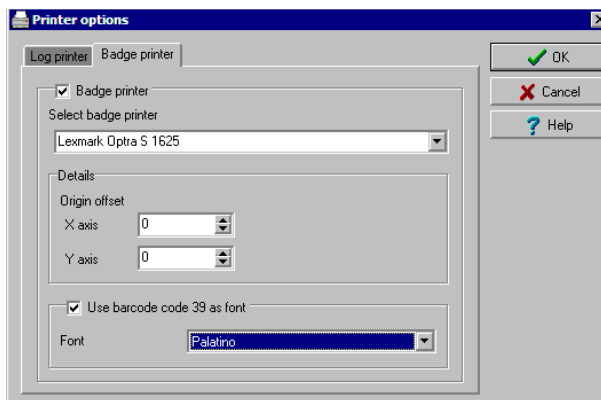 Printer options
Log printer Badge printer
Badge printer
Select badge printer
Lexmark Optra S 1625
Details
Origin offset
X axis 0
Y axis 0
Use barcode code 39 as font
Font Palatino
OK
Cancel
Help